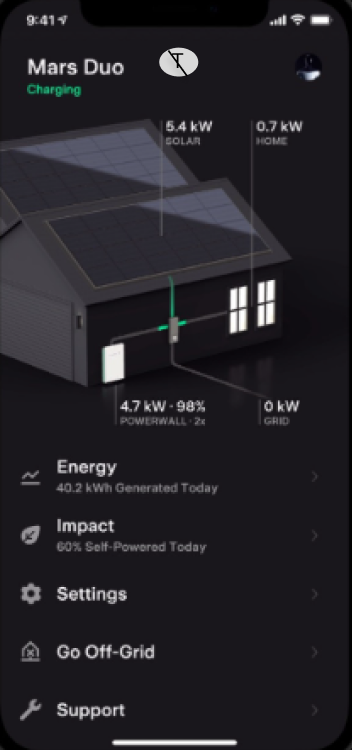 9:41
Mars Duo
T
Charging
5.4 kW
SOLAR
0.7 kW
HOME
4.7 kW · 98%
POWERWALL · 2x
0 kW
GRID
Energy
40.2 kWh Generated Today
Impact
60% Self-Powered Today
Settings
Go Off-Grid
Support